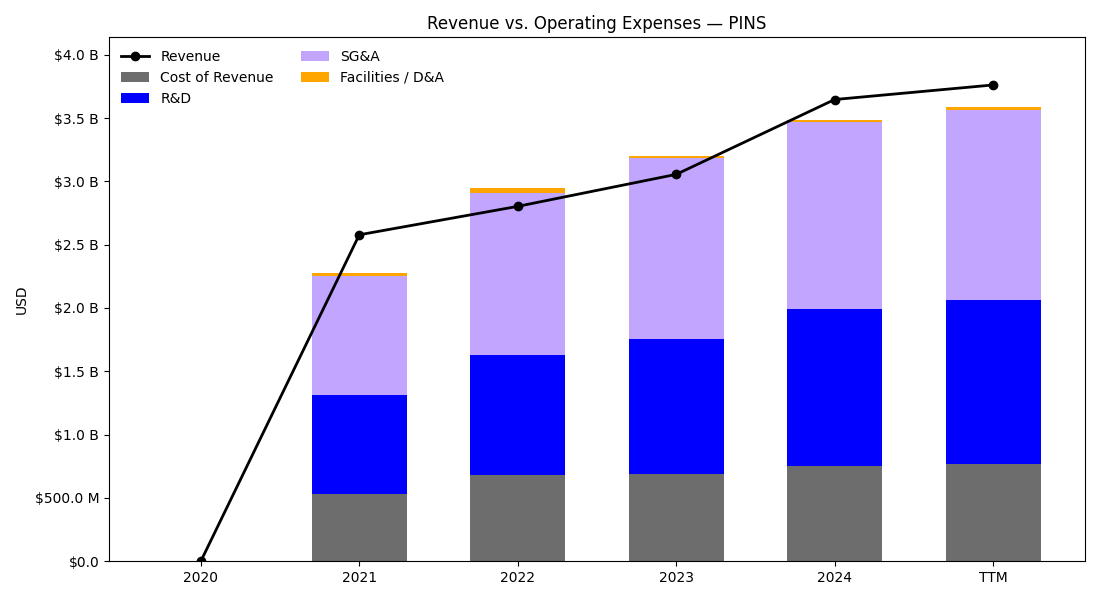 Revenue vs. Operating Expenses — PINS
Revenue
Cost of Revenue
R&D
SG&A
Facilities / D&A
USD
$4.0 B
$3.5 B
$3.0 B
$2.5 B
$2.0 B
$1.5 B
$1.0 B
$500.0 M
$0.0
2020
2021
2022
2023
2024
TTM